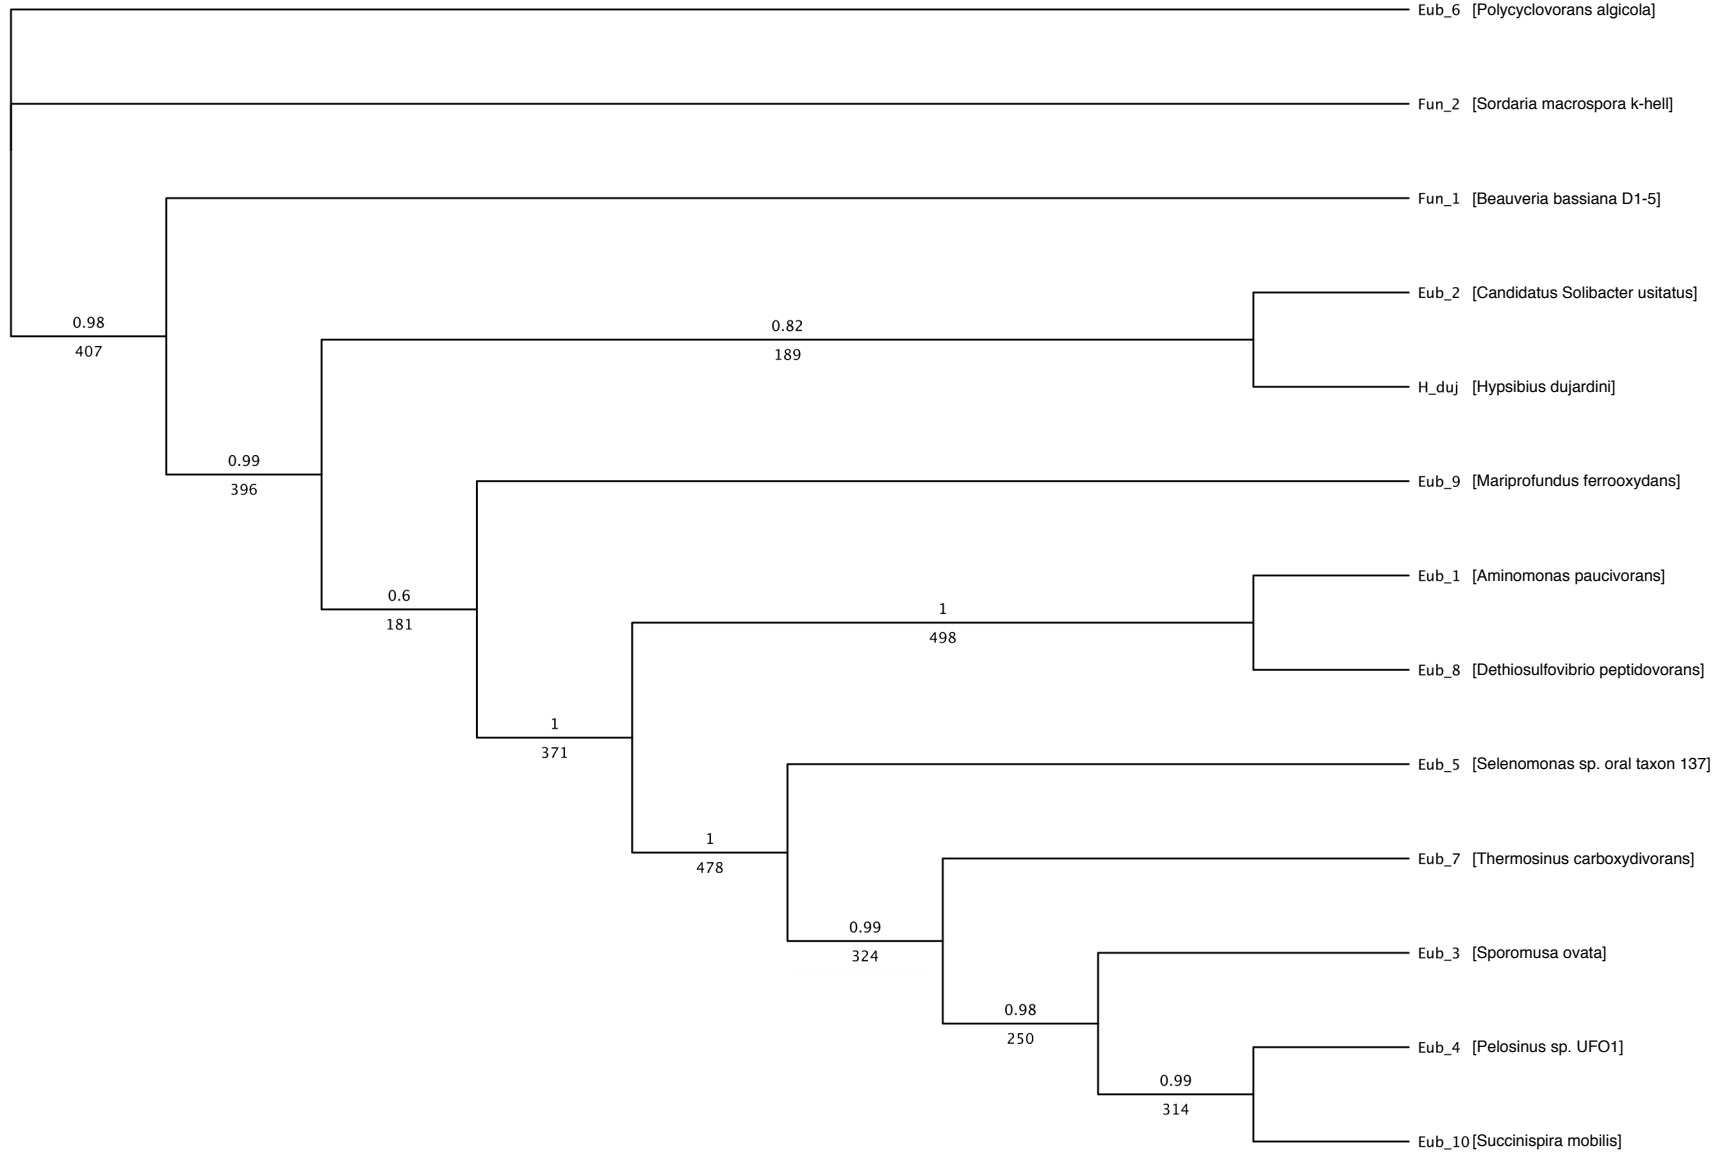 Eub_6 [Polycyclovorans algicola]
Fun_2 [Sordaria macrospora k-hell]
Fun_1 [Beauveria bassiana D1-5]
Eub_2 [Candidatus Solibacter usitatus]
0.98
0.82
407
189
H_duj [Hypsibius dujardini]
0.99
396
Eub_9 [Mariprofundus ferrooxydans]
Eub_1 [Aminomonas paucivorans]
0.6
1
181
498
Eub_8 [Dethiosulfovibrio peptidovorans]
1
371
Eub_5 [Selenomonas sp. oral taxon 137]
1
478
Eub_7 [Thermosinus carboxydivorans]
0.99
324
Eub_3 [Sporomusa ovata]
0.98
250
Eub_4 [Pelosinus sp. UFO1]
0.99
314
Eub_10 [Succinispira mobilis]